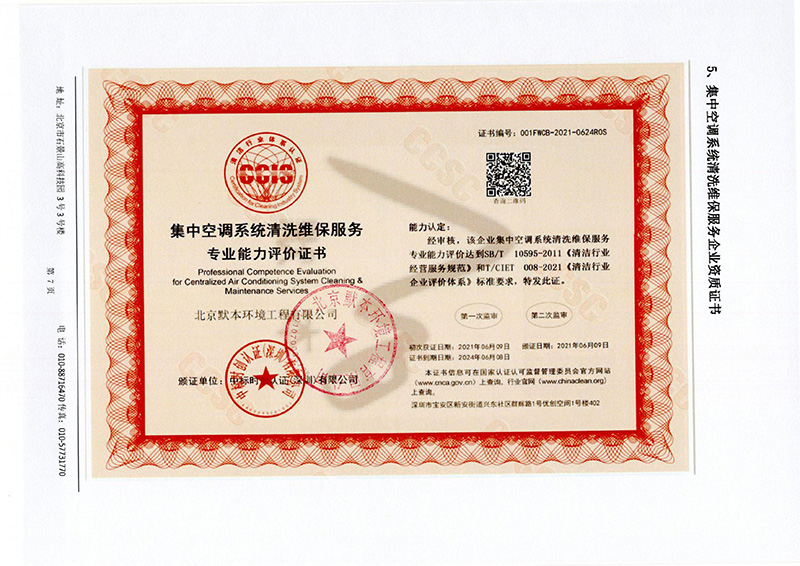 5、集中空调系统清洗维保服务企业资质证书
证书编号：001FWCB-2021-0624R0S
清洁行业体系认证
CCIS
Certification for Cleaning Industry System
查询二维码
集中空调系统清洗维保服务
专业能力评价证书
Professional Competence Evaluation
for Centralized Air Conditioning System Cleaning &
Maintenance Services
北京默本环境工程有限公司
颁证单位：中标时 认证(深圳)有限公司
能力认定：
经审核，该企业集中空调系统清洗维保服务
专业能力评价达到SB/T 10595-2011《清洁行业
经营服务规范》和T/CIET 008-2021《清洁行业
企业评价体系》标准要求，特发此证。
第一次监审
第二次监审
初次获证日期：2021年06月09日 颁证日期：2021年06月09日
证书到期日期：2024年06月08日
本证书信息可在国家认证认可监督管理委员会官方网站
（www.cnca.gov.cn）上查询，行业官网（www.chinaclean.org）
上查询。
深圳市宝安区新安街道兴东社区群辉路1号优创空间1号楼402
地 址：北京市石景山高科技园 3 号 3 号楼
第 7 页
电 话：010-88716470 传真：010-57731770